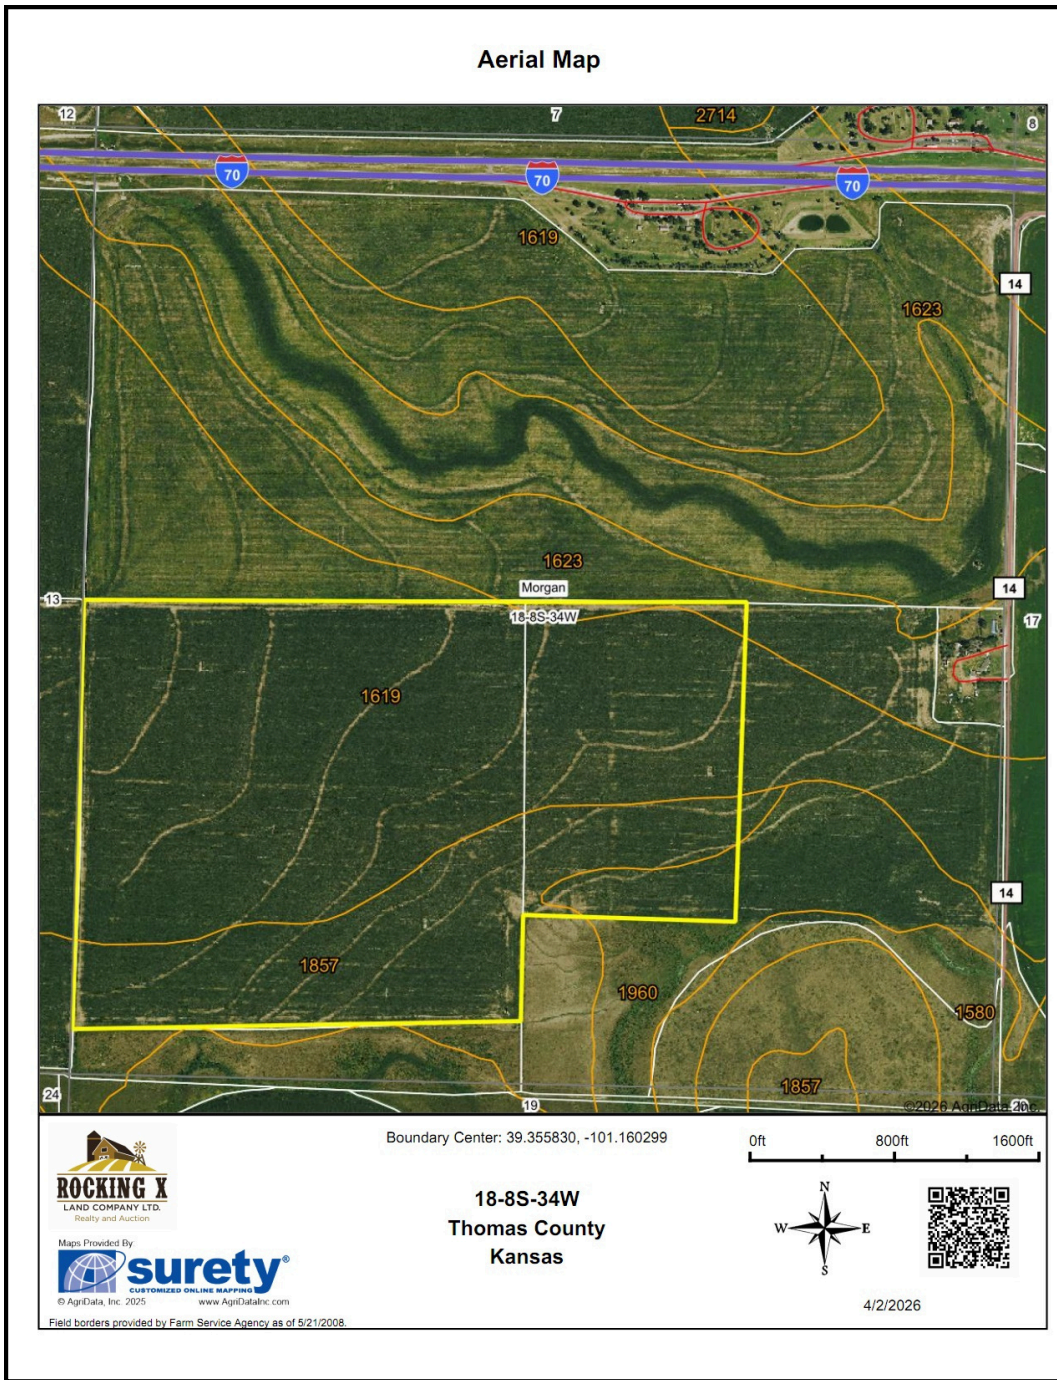 Aerial Map
12
7
2714
8
70
70
70
1619
14
1623
1623
Morgan
13
14
18-8S-34W
17
1619
14
1857
1960
1580
1857
24
19
20
©2026 AgriData, Inc.
Boundary Center: 39.355830, -101.160299
0ft 800ft 1600ft
ROCKING X
LAND COMPANY LTD.
Realty and Auction
18-8S-34W
Thomas County
Kansas
N
W E
S
Maps Provided By:
surety®
CUSTOMIZED ONLINE MAPPING
© AgriData, Inc. 2025 www.AgriDataInc.com
4/2/2026
Field borders provided by Farm Service Agency as of 5/21/2008.